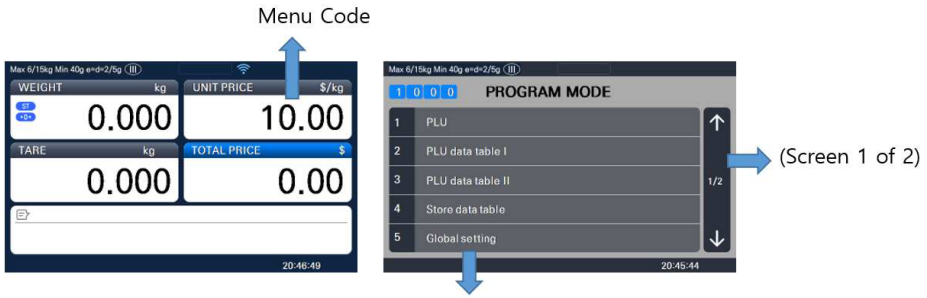 Menu Code
Max 6/15kg Min 40g e=d=2/5g III
WEIGHT kg
ST
0.000
UNIT PRICE $/kg
10.00
TARE kg
0.000
TOTAL PRICE $
0.00
20:46:49
Max 6/15kg Min 40g e=d=2/5g III
1 0 0 0 PROGRAM MODE
1 PLU
2 PLU data table I
3 PLU data table II
4 Store data table
5 Global setting
1/2
20:45:44
(Screen 1 of 2)